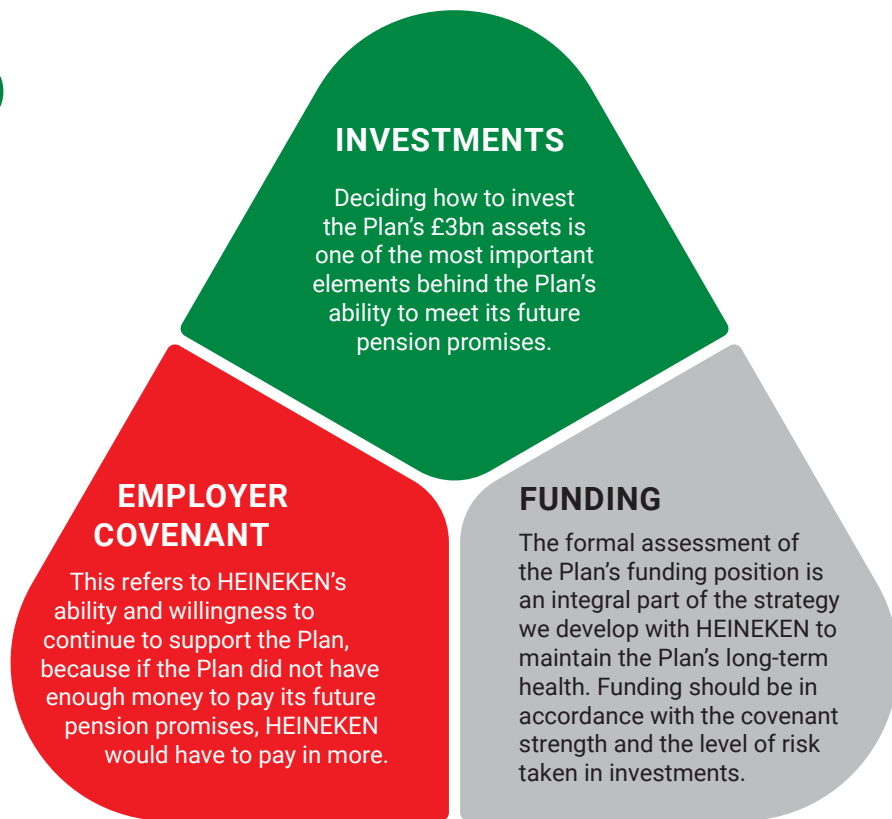 INVESTMENTS
Deciding how to invest
the Plan's £3bn assets is
one of the most important
elements behind the Plan's
ability to meet its future
pension promises.
EMPLOYER
COVENANT
This refers to HEINEKEN's
ability and willingness to
continue to support the Plan,
because if the Plan did not have
enough money to pay its future
pension promises, HEINEKEN
would have to pay in more.
FUNDING
The formal assessment of
the Plan's funding position is
an integral part of the strategy
we develop with HEINEKEN to
maintain the Plan's long-term
health. Funding should be in
accordance with the covenant
strength and the level of risk
taken in investments.